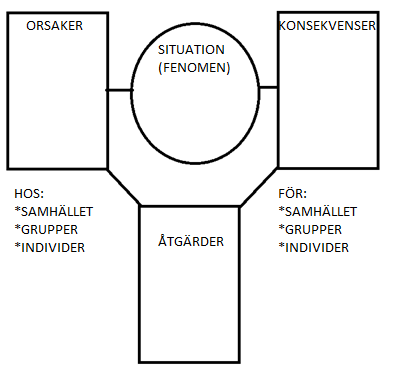 ORSAKER
SITUATION
(FENOMEN)
KONSEKVENSER
HOS:
*SAMHÄLLET
*GRUPPER
*INDIVIDER
ÅTGÄRDER
FÖR:
*SAMHÄLLET
*GRUPPER
*INDIVIDER